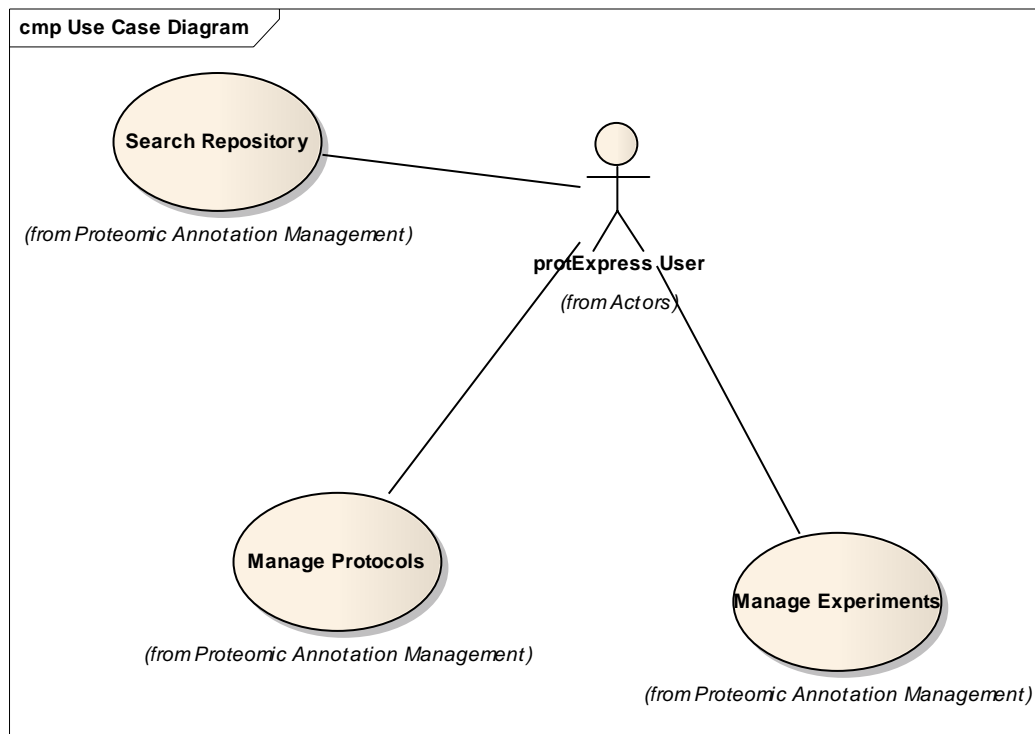 cmp Use Case Diagram
Search Repository
(from Proteomic Annotation Management)
protExpress User
(from Actors)
Manage Protocols
(from Proteomic Annotation Management)
Manage Experiments
(from Proteomic Annotation Management)